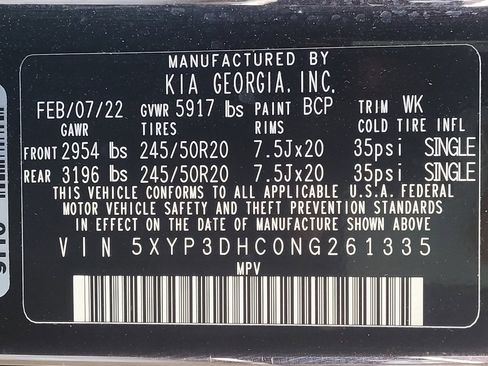 MANUFACTURED BY
KIA GEORGIA, INC.
FEB/07/22 GVWR 5917 lbs PAINT BCP TRIM WK
GAWR TIRES RIMS COLD TIRE INFL
FRONT 2954 lbs 245/50R20 7.5Jx20 35psi SINGLE
REAR 3196 lbs 245/50R20 7.5Jx20 35psi SINGLE
THIS VEHICLE CONFORMS TO ALL APPLICABLE U.S.A. FEDERAL
MOTOR VEHICLE SAFETY AND THEFT PREVENTION STANDARDS
IN EFFECT ON THE DATE OF MANUFACTURE SHOWN ABOVE
VIN 5XYP3DHC0NG261335
MPV